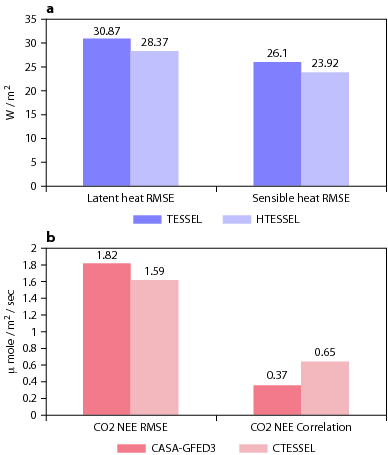 a
35
30
25
20
15
10
5
0
W / m²
30.87
28.37
26.1
23.92
Latent heat RMSE
Sensible heat RMSE
TESSEL
HTESSEL
b
2
1.8
1.6
1.4
1.2
1
0.8
0.6
0.4
0.2
0
μ mole / m² / sec
1.82
1.59
0.37
0.65
CO2 NEE RMSE
CO2 NEE Correlation
CASA-GFED3
CTESSEL